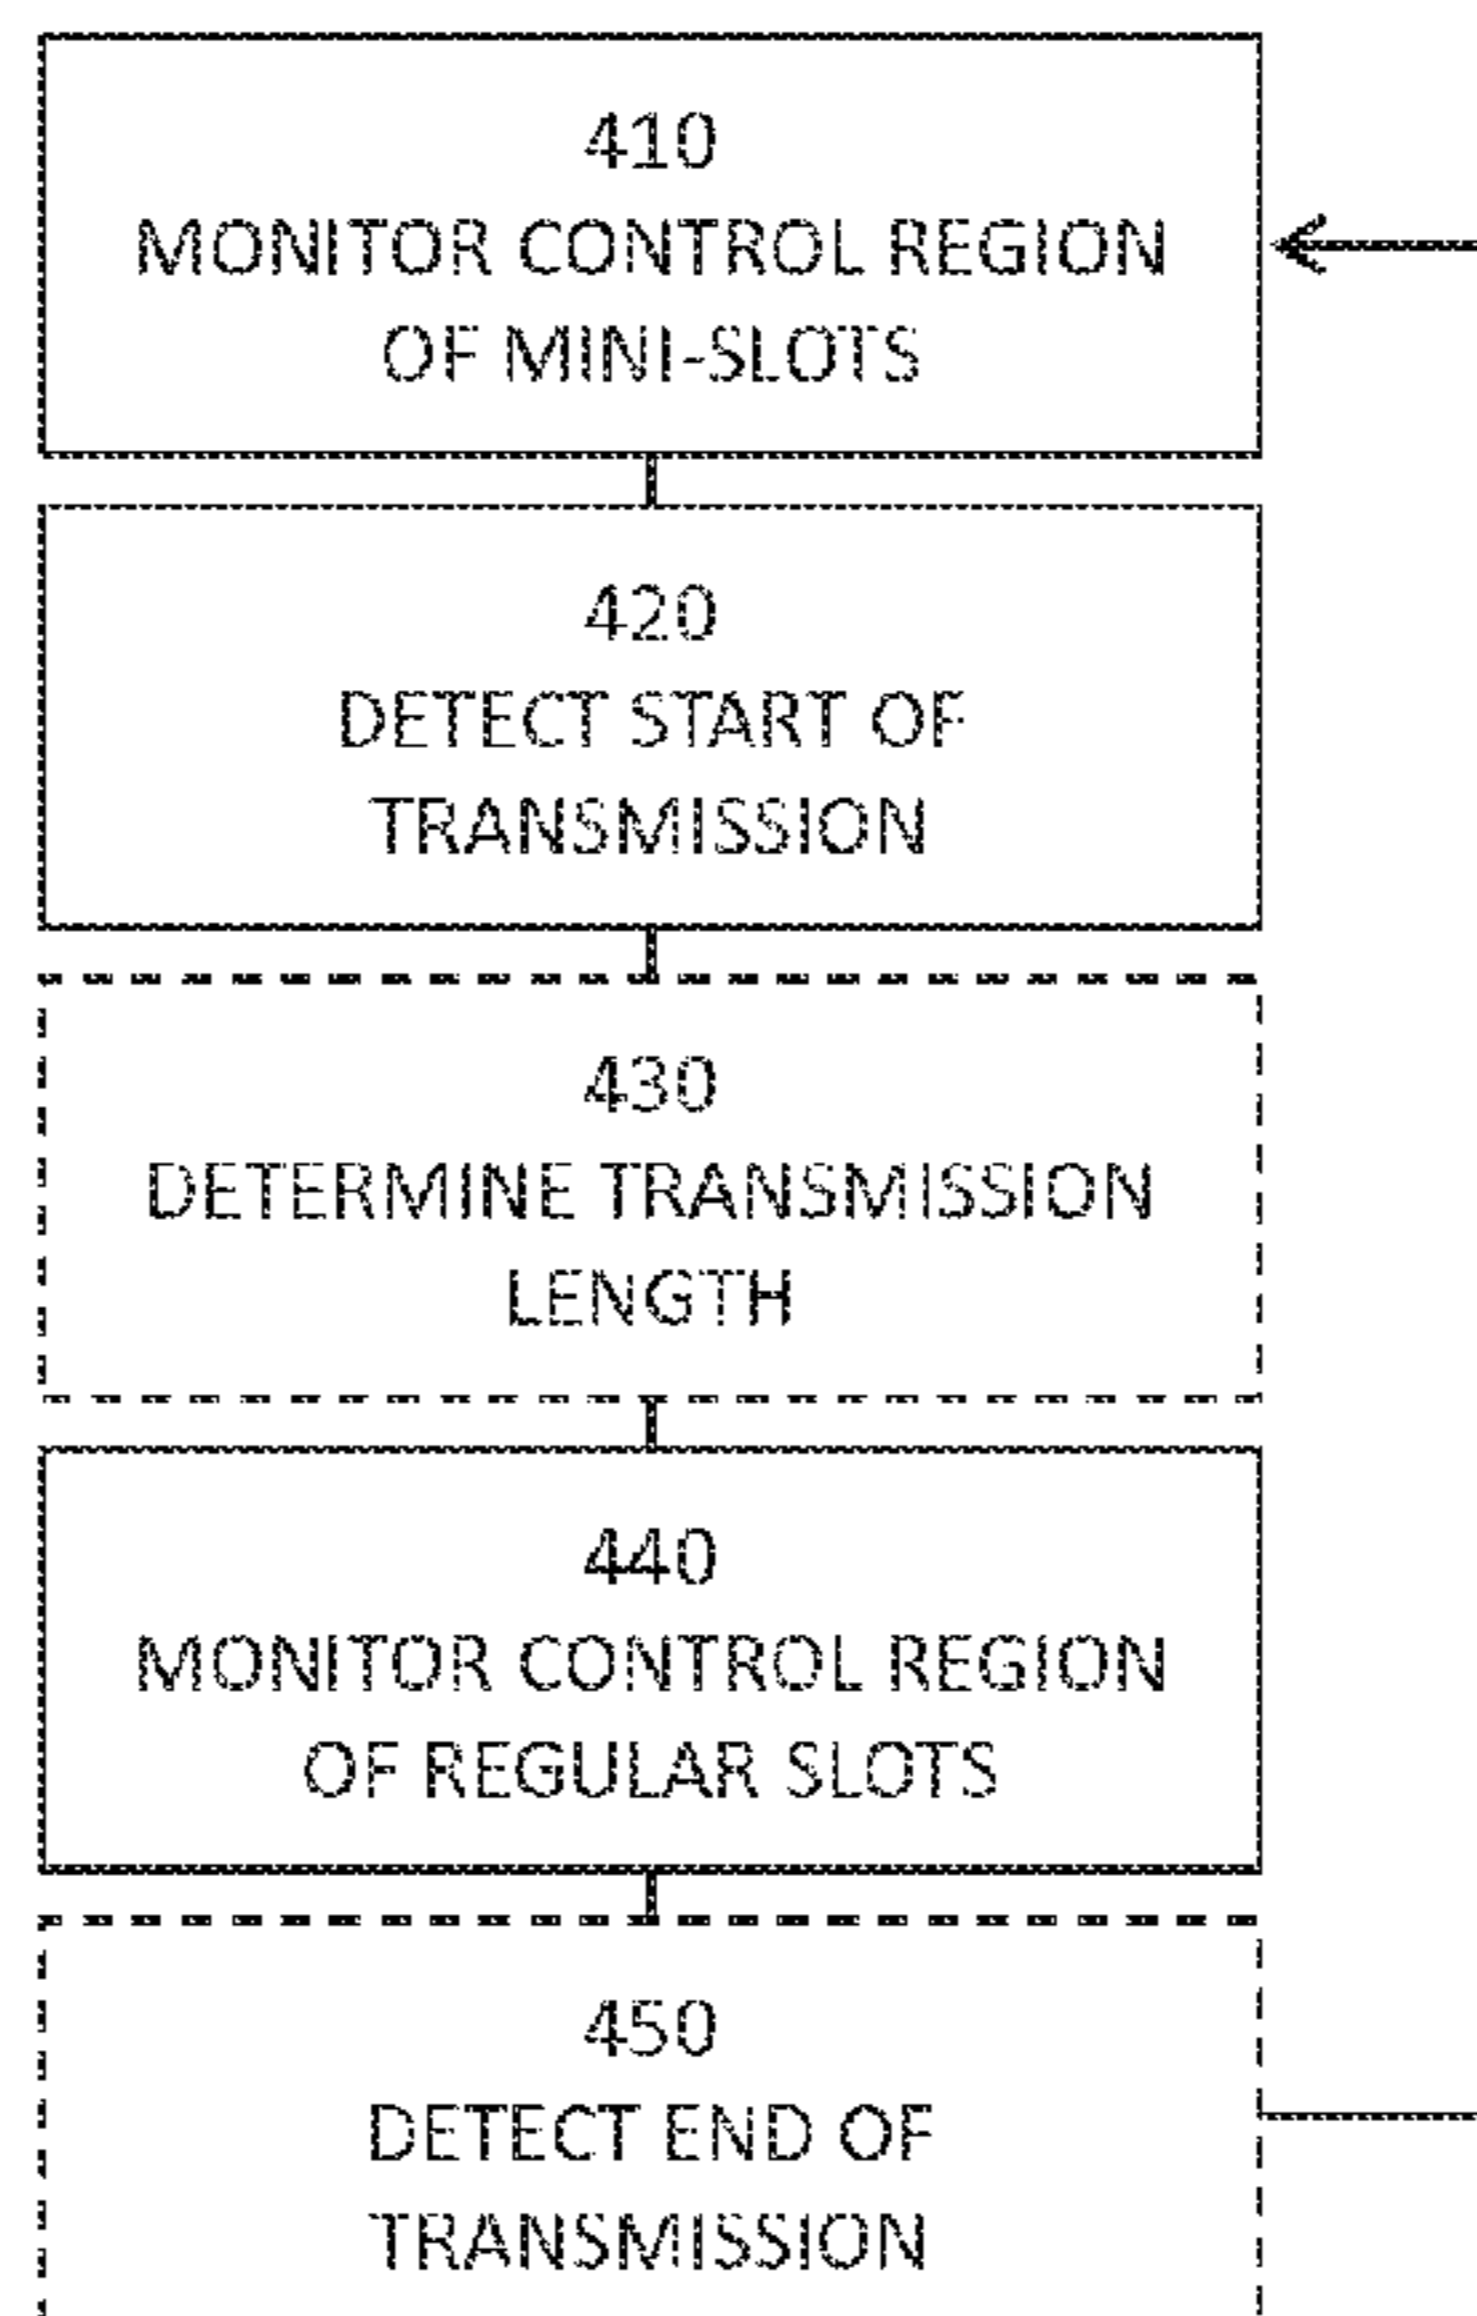 410
MONITOR CONTROL REGION
OF MINI-SLOTS
420
DETECT START OF
TRANSMISSION
430
DETERMINE TRANSMISSION
LENGTH
440
MONITOR CONTROL REGION
OF REGULAR SLOTS
450
DETECT END OF
TRANSMISSION